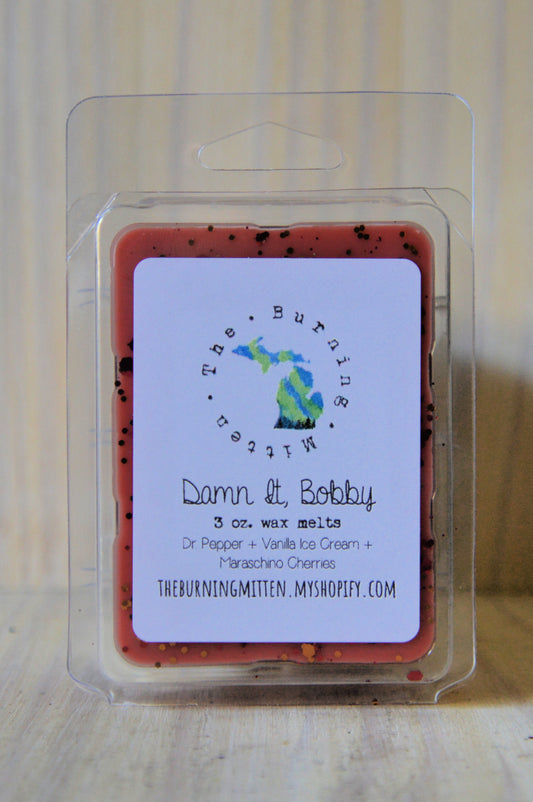 The . Burning . Mitten .
Damn It, Bobby
3 oz. wax melts
Dr Pepper + Vanilla Ice Cream +
Maraschino Cherries
THEBURNINGMITTEN.MYSHOPIFY.COM